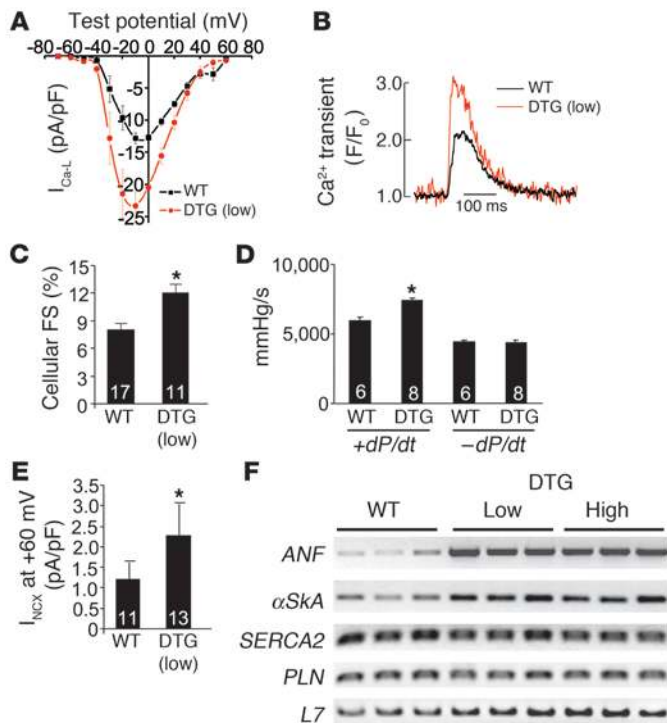 A
Test potential (mV)
-80 -60 -40 -20 0 20 40 60 80
-5
-10
-15
-20
-25
I Ca-L (pA/pF)
WT
DTG (low)
B
Ca²⁺ transient
(F/F₀)
3.0
2.0
1.0
WT
DTG (low)
100 ms
C
Cellular FS (%)
15
12
9
6
3
0
*
17 11
WT DTG
(low)
D
mmHg/s
10,000
5,000
0
*
6 8 6 8
WT DTG WT DTG
+dP/dt −dP/dt
E
I NCX at +60 mV
(pA/pF)
3.5
3.0
2.5
2.0
1.5
1.0
0.5
0
*
11 13
WT DTG
(low)
F
DTG
WT Low High
ANF
αSkA
SERCA2
PLN
L7